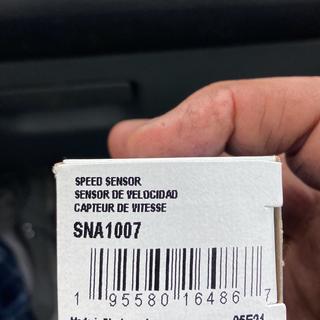 SPEED SENSOR
SENSOR DE VELOCIDAD
CAPTEUR DE VITESSE
SNA1007
1 95580 16486 7